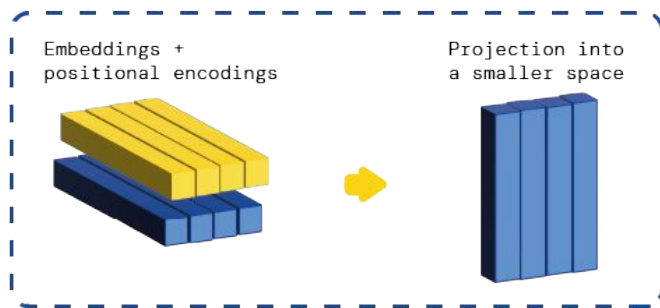 Embeddings +
positional encodings
Projection into
a smaller space